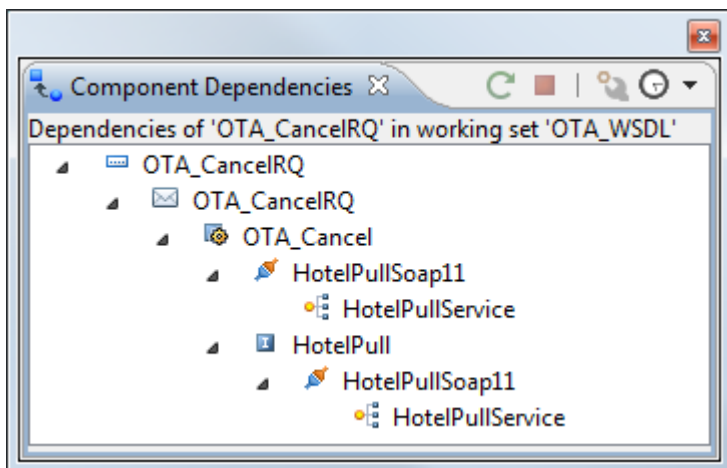 Component Dependencies
Dependencies of 'OTA_CancelRQ' in working set 'OTA_WSDL'
OTA_CancelRQ
OTA_CancelRQ
OTA_Cancel
HotelPullSoap11
HotelPullService
HotelPull
HotelPullSoap11
HotelPullService